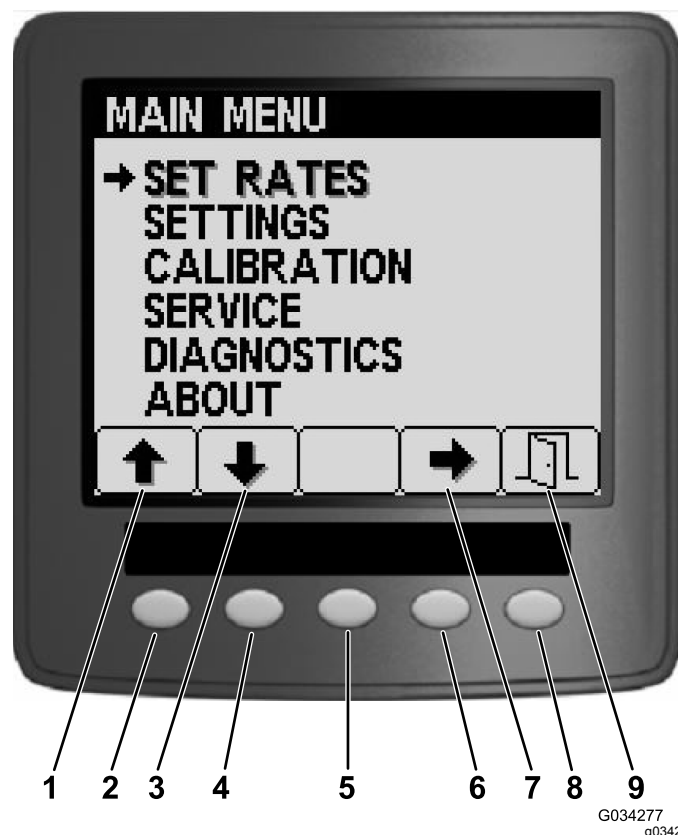 MAIN MENU
SET RATES
SETTINGS
CALIBRATION
SERVICE
DIAGNOSTICS
ABOUT
1 2 3 4 5 6 7 8 9
G034277
g0342